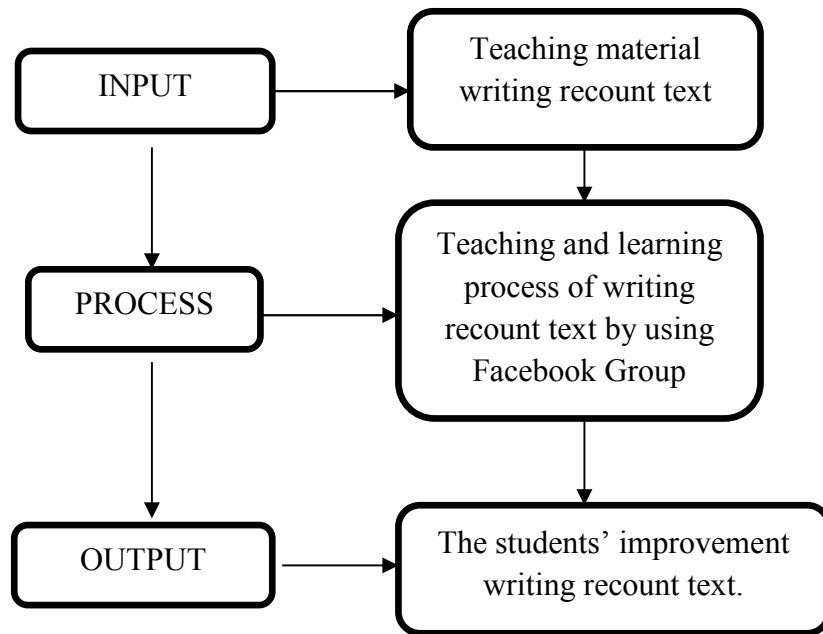 INPUT
Teaching material
writing recount text
PROCESS
Teaching and learning
process of writing
recount text by using
Facebook Group
OUTPUT
The students’ improvement
writing recount text.